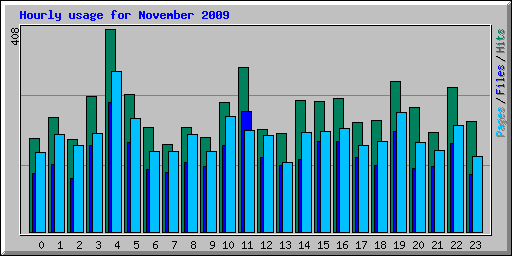 Hourly usage for November 2009
408
Pages / Files / Hits
0 1 2 3 4 5 6 7 8 9 10 11 12 13 14 15 16 17 18 19 20 21 22 23